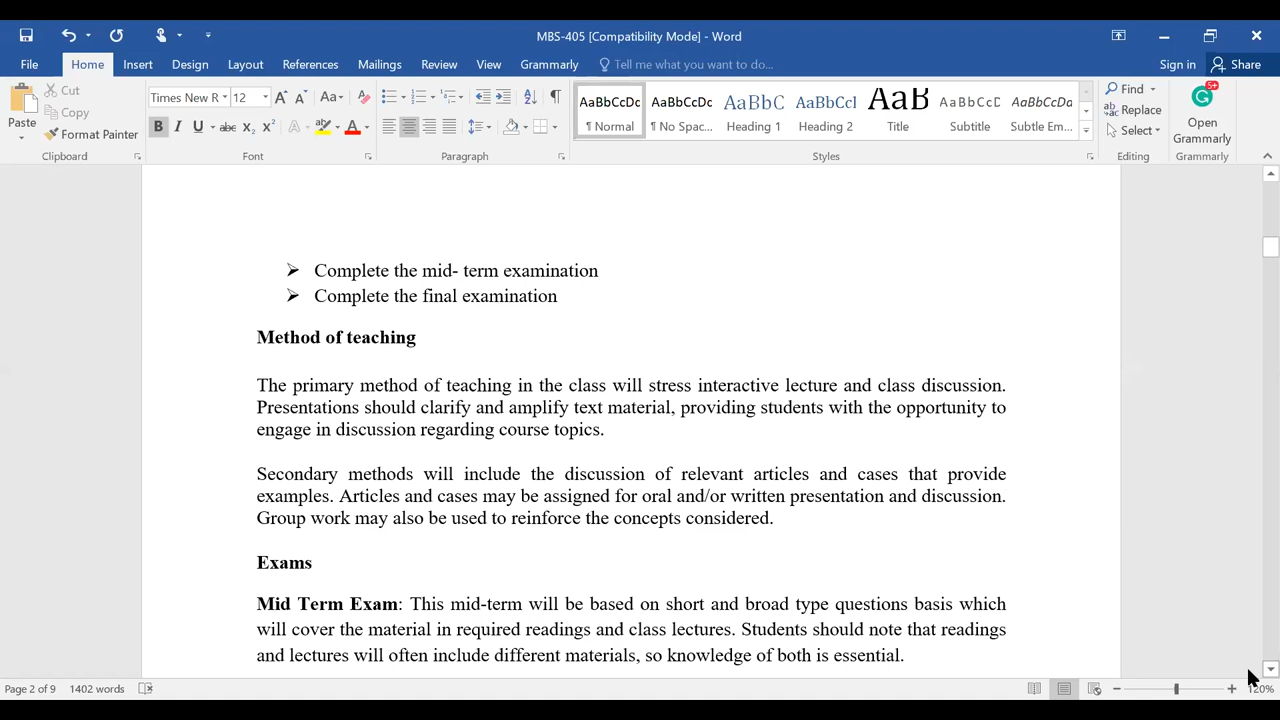 MBS-405 [Compatibility Mode] - Word
File Home Insert Design Layout References Mailings Review View Grammarly Tell me what you want to do... Sign in Share
Cut
Copy
Format Painter
Paste
Clipboard
Times New R 12
Font
Paragraph
AaBbCcDc AaBbCcDc AaBbC AaBbCcI AaB AaBbCcD AaBbCcDa
¶ Normal ¶ No Spac... Heading 1 Heading 2 Title Subtitle Subtle Em...
Styles
Find
Replace
Select
Editing
5+
Open
Grammarly
Grammarly
➢ Complete the mid- term examination
➢ Complete the final examination
Method of teaching
The primary method of teaching in the class will stress interactive lecture and class discussion.
Presentations should clarify and amplify text material, providing students with the opportunity to
engage in discussion regarding course topics.
Secondary methods will include the discussion of relevant articles and cases that provide
examples. Articles and cases may be assigned for oral and/or written presentation and discussion.
Group work may also be used to reinforce the concepts considered.
Exams
Mid Term Exam: This mid-term will be based on short and broad type questions basis which
will cover the material in required readings and class lectures. Students should note that readings
and lectures will often include different materials, so knowledge of both is essential.
Page 2 of 9 1402 words 120%